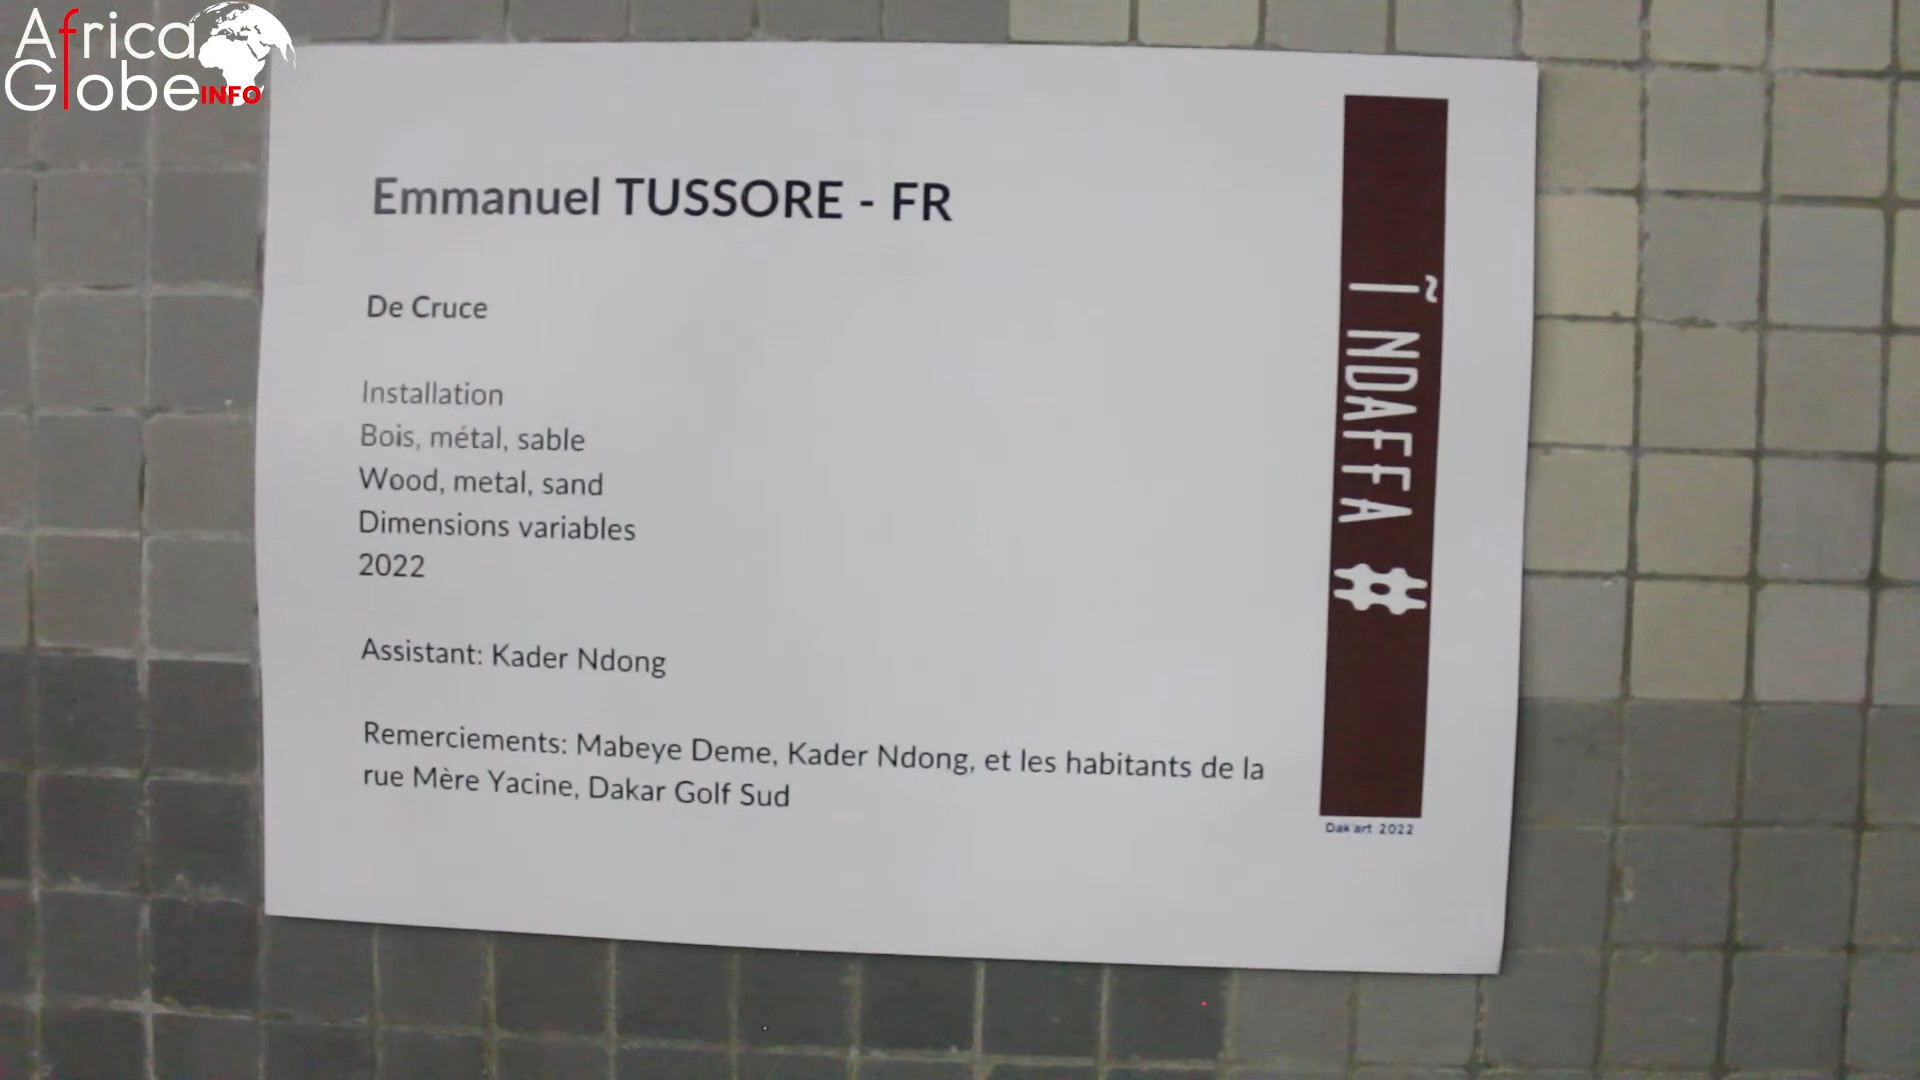 Africa
Globe INFO
Emmanuel TUSSORE - FR
De Cruce
Installation
Bois, métal, sable
Wood, metal, sand
Dimensions variables
2022
Assistant: Kader Ndong
Remerciements: Mabeye Deme, Kader Ndong, et les habitants de la
rue Mère Yacine, Dakar Golf Sud
Ĩ NDAFFA #
Dak'art 2022